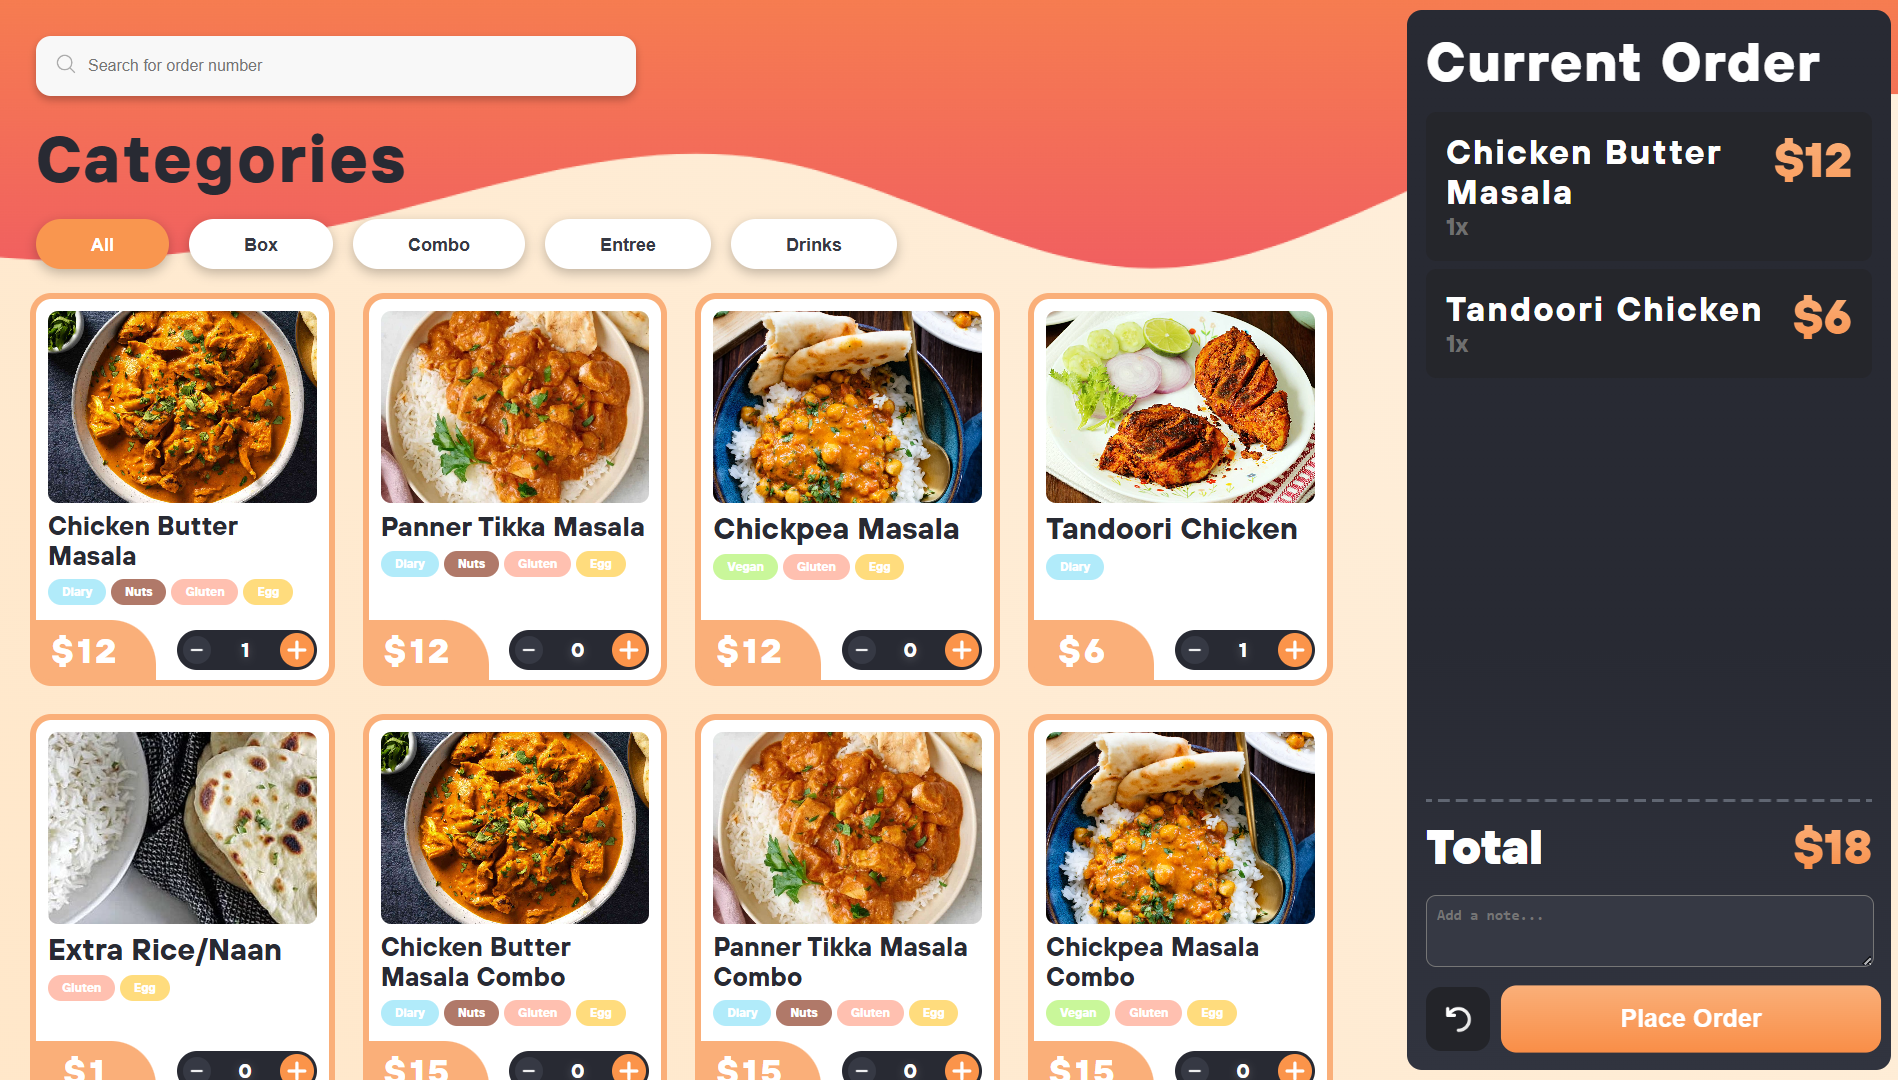 Search for order number
Categories
All
Box
Combo
Entree
Drinks
Chicken Butter
Masala
Diary
Nuts
Gluten
Egg
$12
1
Panner Tikka Masala
Diary
Nuts
Gluten
Egg
$12
0
Chickpea Masala
Vegan
Gluten
Egg
$12
0
Tandoori Chicken
Diary
$6
1
Extra Rice/Naan
Gluten
Egg
$1
0
Chicken Butter
Masala Combo
Diary
Nuts
Gluten
Egg
$15
0
Panner Tikka Masala
Combo
Diary
Nuts
Gluten
Egg
$15
0
Chickpea Masala
Combo
Vegan
Gluten
Egg
$15
0
Current Order
Chicken Butter
Masala
$12
1x
Tandoori Chicken
$6
1x
Total
$18
Add a note...
Place Order